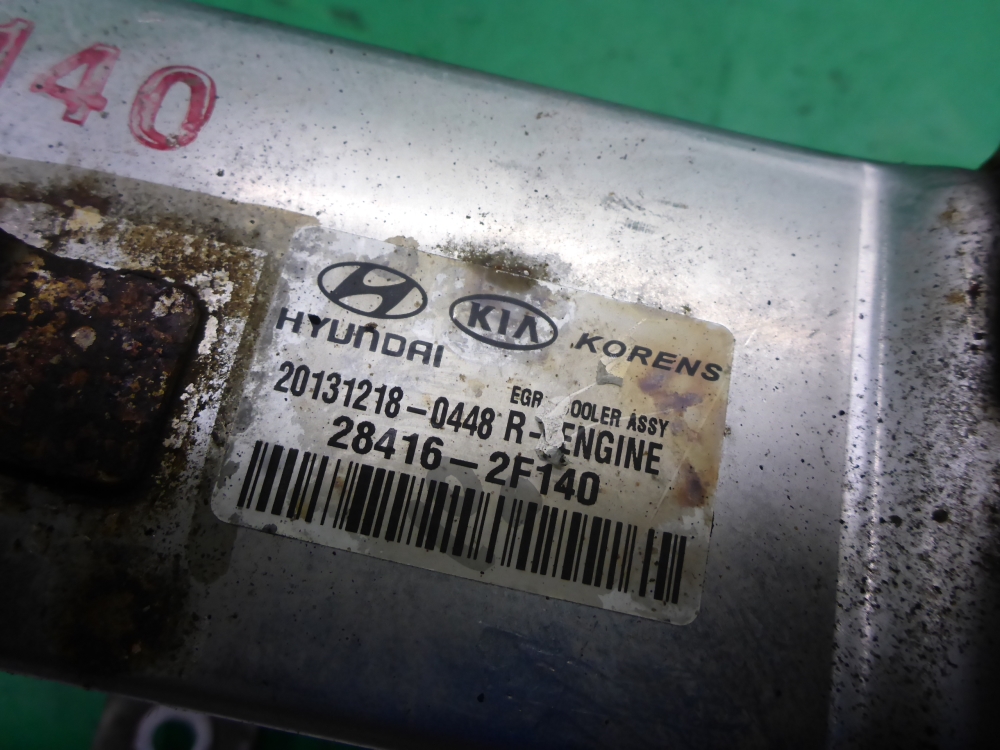 140
HYUNDAI KIA KORENS
EGR OOLER ASSY
20131218-0448 R- ENGINE
28416-2F140